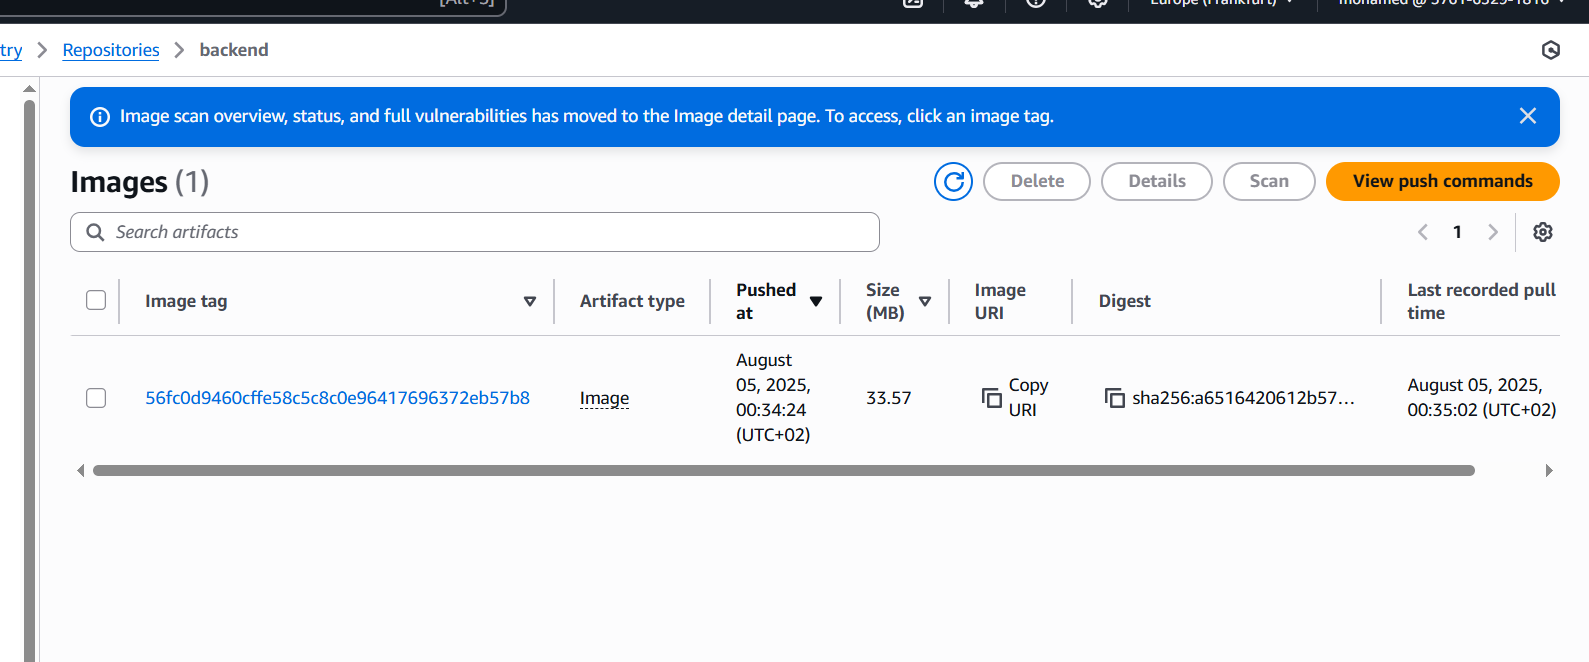 [Alt+S]
Europe (Frankfurt)
mohamed @
try
Repositories
backend
Image scan overview, status, and full vulnerabilities has moved to the Image detail page. To access, click an image tag.
Images (1)
Delete
Details
Scan
View push commands
Search artifacts
1
Image tag
Artifact type
Pushed
at
Size
(MB)
Image
URI
Digest
Last recorded pull
time
56fc0d9460cffe58c5c8c0e96417696372eb57b8
Image
August
05, 2025,
00:34:24
(UTC+02)
33.57
Copy
URI
sha256:a6516420612b57...
August 05, 2025,
00:35:02 (UTC+02)